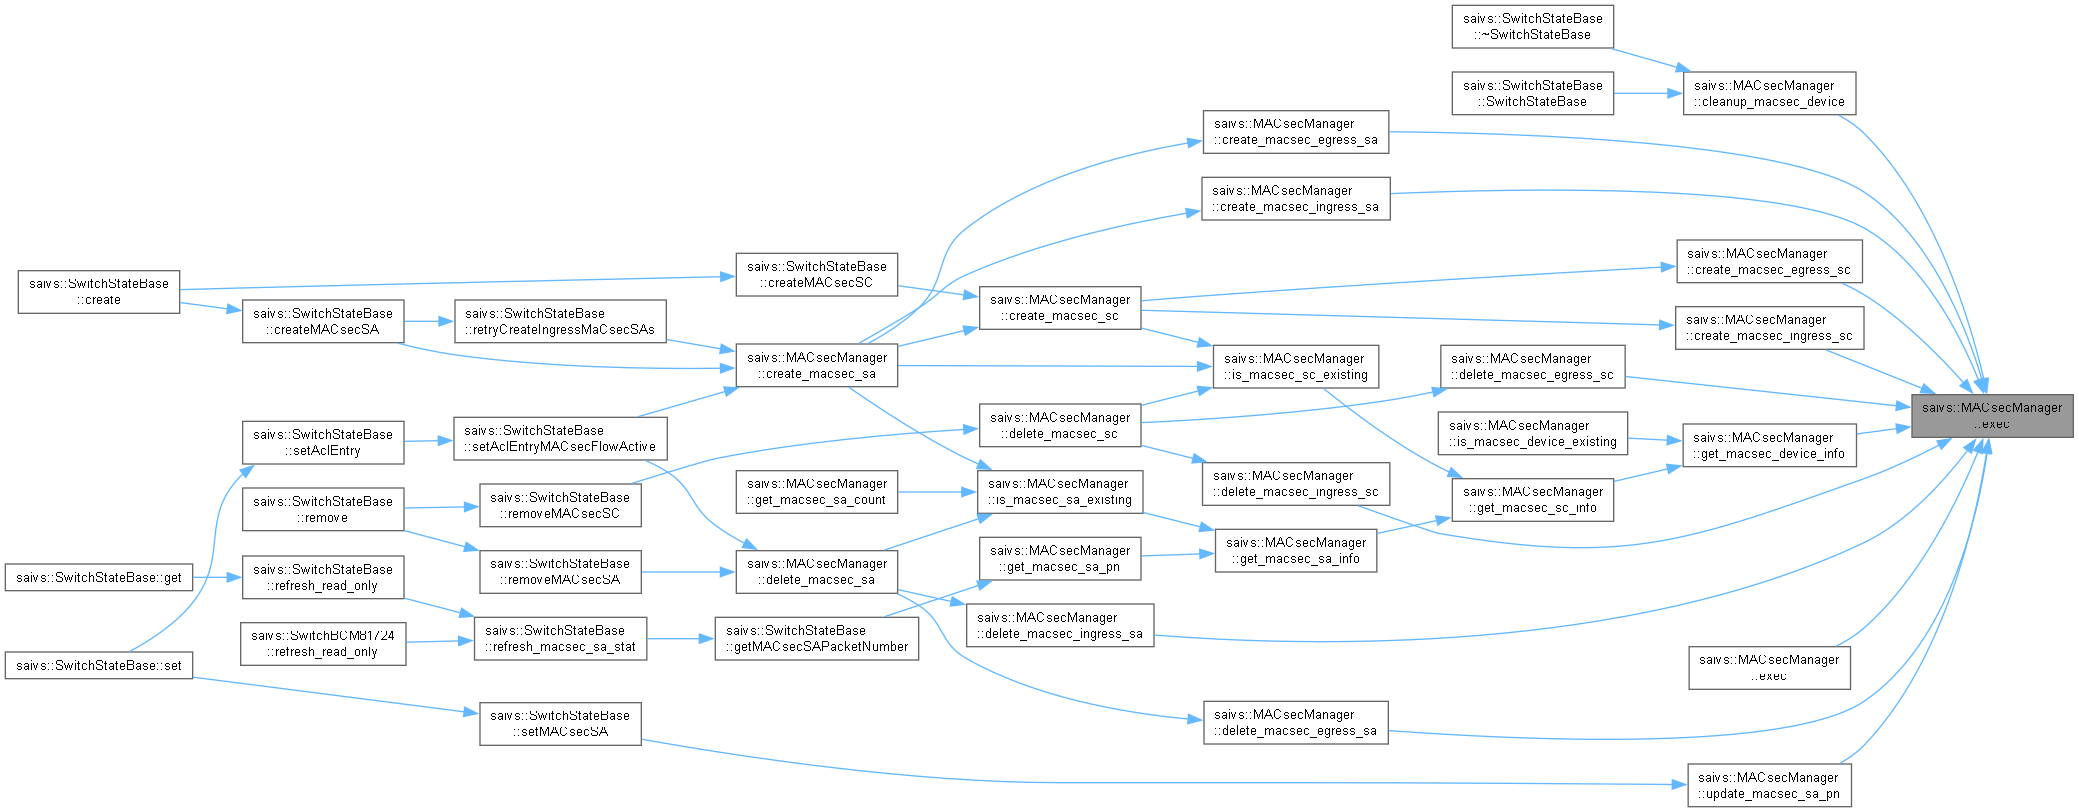 saivs::SwitchStateBase
::~SwitchStateBase
saivs::SwitchStateBase
::SwitchStateBase
saivs::MACsecManager
::cleanup_macsec_device
saivs::MACsecManager
::create_macsec_egress_sa
saivs::MACsecManager
::create_macsec_ingress_sa
saivs::MACsecManager
::create_macsec_egress_sc
saivs::SwitchStateBase
::createMACsecSC
saivs::SwitchStateBase
::create
saivs::MACsecManager
::create_macsec_sc
saivs::SwitchStateBase
::createMACsecSA
saivs::SwitchStateBase
::retryCreateIngressMaCsecSAs
saivs::MACsecManager
::create_macsec_ingress_sc
saivs::MACsecManager
::create_macsec_sa
saivs::MACsecManager
::is_macsec_sc_existing
saivs::MACsecManager
::delete_macsec_egress_sc
saivs::MACsecManager
::exec
saivs::MACsecManager
::delete_macsec_sc
saivs::MACsecManager
::is_macsec_device_existing
saivs::SwitchStateBase
::setAclEntry
saivs::SwitchStateBase
::setAclEntryMACsecFlowActive
saivs::MACsecManager
::get_macsec_device_info
saivs::MACsecManager
::delete_macsec_ingress_sc
saivs::MACsecManager
::get_macsec_sa_count
saivs::MACsecManager
::is_macsec_sa_existing
saivs::MACsecManager
::get_macsec_sc_info
saivs::SwitchStateBase
::remove
saivs::SwitchStateBase
::removeMACsecSC
saivs::MACsecManager
::get_macsec_sa_info
saivs::MACsecManager
::get_macsec_sa_pn
saivs::SwitchStateBase
::removeMACsecSA
saivs::MACsecManager
::delete_macsec_sa
saivs::SwitchStateBase::get
saivs::SwitchStateBase
::refresh_read_only
saivs::MACsecManager
::delete_macsec_ingress_sa
saivs::SwitchBCM81724
::refresh_read_only
saivs::SwitchStateBase
::refresh_macsec_sa_stat
saivs::SwitchStateBase
::getMACsecSAPacketNumber
saivs::SwitchStateBase::set
saivs::MACsecManager
::exec
saivs::SwitchStateBase
::setMACsecSA
saivs::MACsecManager
::delete_macsec_egress_sa
saivs::MACsecManager
::update_macsec_sa_pn